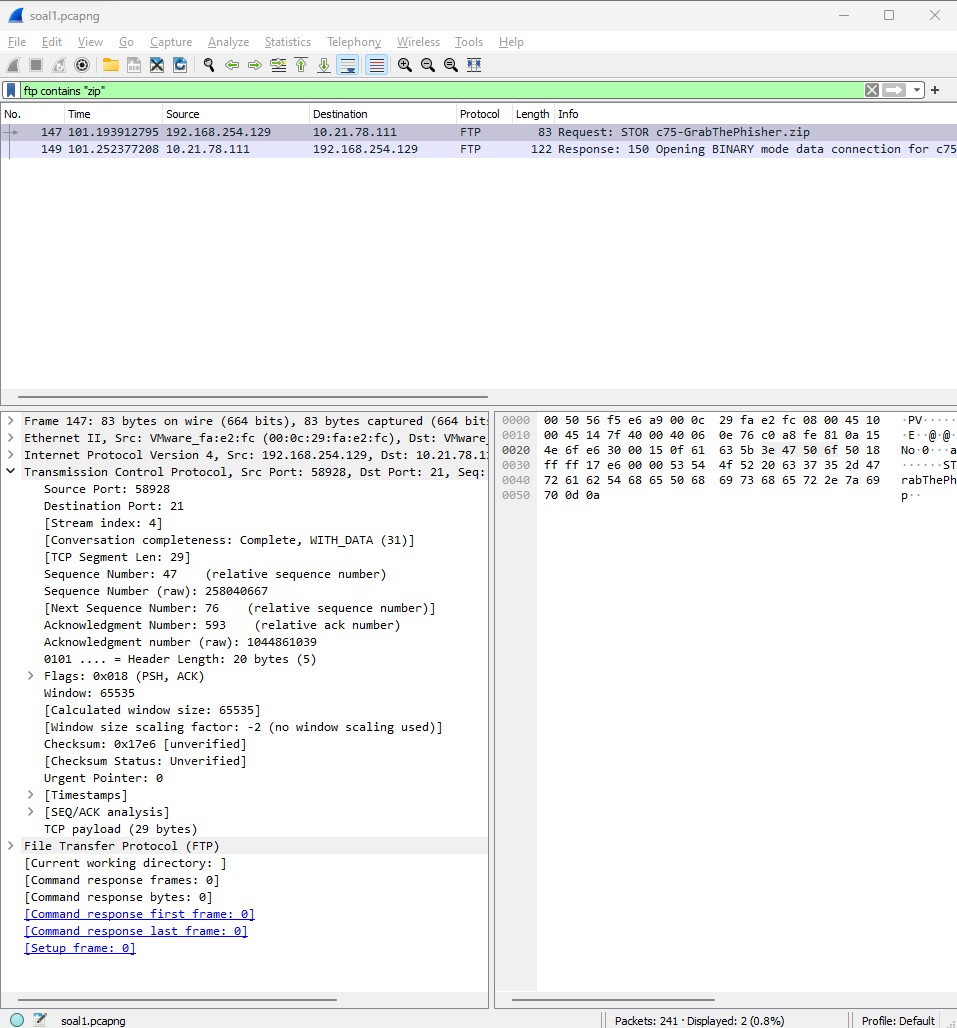 soal1.pcapng
File Edit View Go Capture Analyze Statistics Telephony Wireless Tools Help
ftp contains "zip"
No. Time Source Destination Protocol Length Info
147 101.193912795 192.168.254.129 10.21.78.111 FTP 83 Request: STOR c75-GrabThePhisher.zip
149 101.252377208 10.21.78.111 192.168.254.129 FTP 122 Response: 150 Opening BINARY mode data connection for c75
Frame 147: 83 bytes on wire (664 bits), 83 bytes captured (664 bit
Ethernet II, Src: VMware_fa:e2:fc (00:0c:29:fa:e2:fc), Dst: VMware_
Internet Protocol Version 4, Src: 192.168.254.129, Dst: 10.21.78.11
Transmission Control Protocol, Src Port: 58928, Dst Port: 21, Seq:
Source Port: 58928
Destination Port: 21
[Stream index: 4]
[Conversation completeness: Complete, WITH_DATA (31)]
[TCP Segment Len: 29]
Sequence Number: 47 (relative sequence number)
Sequence Number (raw): 258040667
[Next Sequence Number: 76 (relative sequence number)]
Acknowledgment Number: 593 (relative ack number)
Acknowledgment number (raw): 1044861039
0101 .... = Header Length: 20 bytes (5)
Flags: 0x018 (PSH, ACK)
Window: 65535
[Calculated window size: 65535]
[Window size scaling factor: -2 (no window scaling used)]
Checksum: 0x17e6 [unverified]
[Checksum Status: Unverified]
Urgent Pointer: 0
[Timestamps]
[SEQ/ACK analysis]
TCP payload (29 bytes)
File Transfer Protocol (FTP)
[Current working directory: ]
[Command response frames: 0]
[Command response bytes: 0]
[Command response first frame: 0]
[Command response last frame: 0]
[Setup frame: 0]
0000 00 50 56 f5 e6 a9 00 0c 29 fa e2 fc 08 00 45 10 ·PV·····
0010 00 45 14 7f 40 00 40 06 0e 76 c0 a8 fe 81 0a 15 ·E··@·@·
0020 4e 6f e6 30 00 15 0f 61 63 5b 3e 47 50 6f 50 18 No·0···a
0030 ff ff 17 e6 00 00 53 54 4f 52 20 63 37 35 2d 47 ······ST
0040 72 61 62 54 68 65 50 68 69 73 68 65 72 2e 7a 69 rabThePh
0050 70 0d 0a p··
soal1.pcapng Packets: 241 · Displayed: 2 (0.8%) Profile: Default